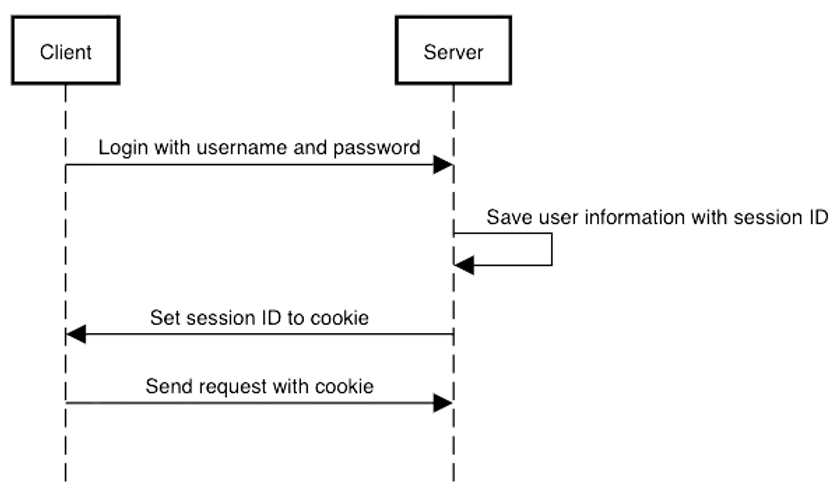 Client
Server
Login with username and password
Save user information with session ID
Set session ID to cookie
Send request with cookie